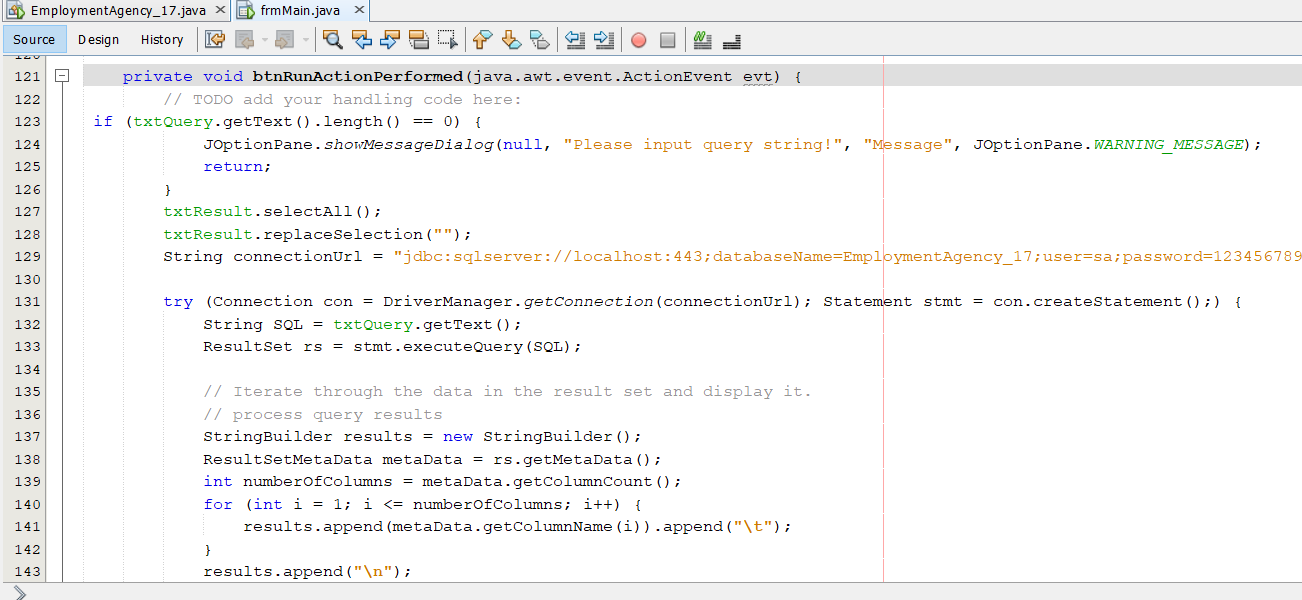 EmploymentAgency_17.java × frmMain.java ×
Source Design History
120
121 private void btnRunActionPerformed(java.awt.event.ActionEvent evt) {
122 // TODO add your handling code here:
123 if (txtQuery.getText().length() == 0) {
124 JOptionPane.showMessageDialog(null, "Please input query string!", "Message", JOptionPane.WARNING_MESSAGE);
125 return;
126 }
127 txtResult.selectAll();
128 txtResult.replaceSelection("");
129 String connectionUrl = "jdbc:sqlserver://localhost:443;databaseName=EmploymentAgency_17;user=sa;password=123456789
130
131 try (Connection con = DriverManager.getConnection(connectionUrl); Statement stmt = con.createStatement();) {
132 String SQL = txtQuery.getText();
133 ResultSet rs = stmt.executeQuery(SQL);
134
135 // Iterate through the data in the result set and display it.
136 // process query results
137 StringBuilder results = new StringBuilder();
138 ResultSetMetaData metaData = rs.getMetaData();
139 int numberOfColumns = metaData.getColumnCount();
140 for (int i = 1; i <= numberOfColumns; i++) {
141 results.append(metaData.getColumnName(i)).append("\t");
142 }
143 results.append("\n");